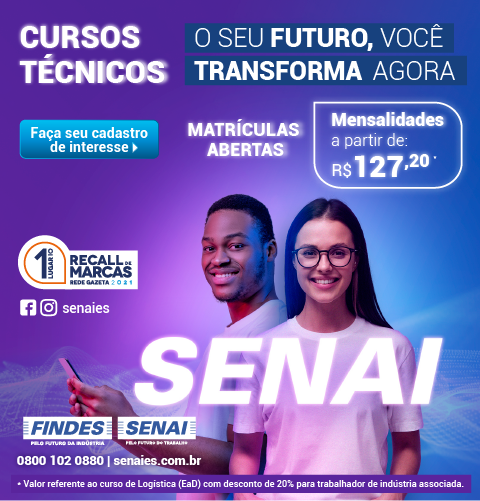 CURSOS
TÉCNICOS
O SEU FUTURO, VOCÊ
TRANSFORMA AGORA
Faça seu cadastro
de interesse
MATRÍCULAS
ABERTAS
Mensalidades
a partir de:
R$ 127,20*
1º
LUGAR IO
RECALL DE
MARCAS
REDE GAZETA 2021
senaies
SENAI
FINDES
PELO FUTURO DA INDÚSTRIA
SENAI
PELO FUTURO DO TRABALHO
0800 102 0880 | senaies.com.br
* Valor referente ao curso de Logística (EaD) com desconto de 20% para trabalhador de indústria associada.